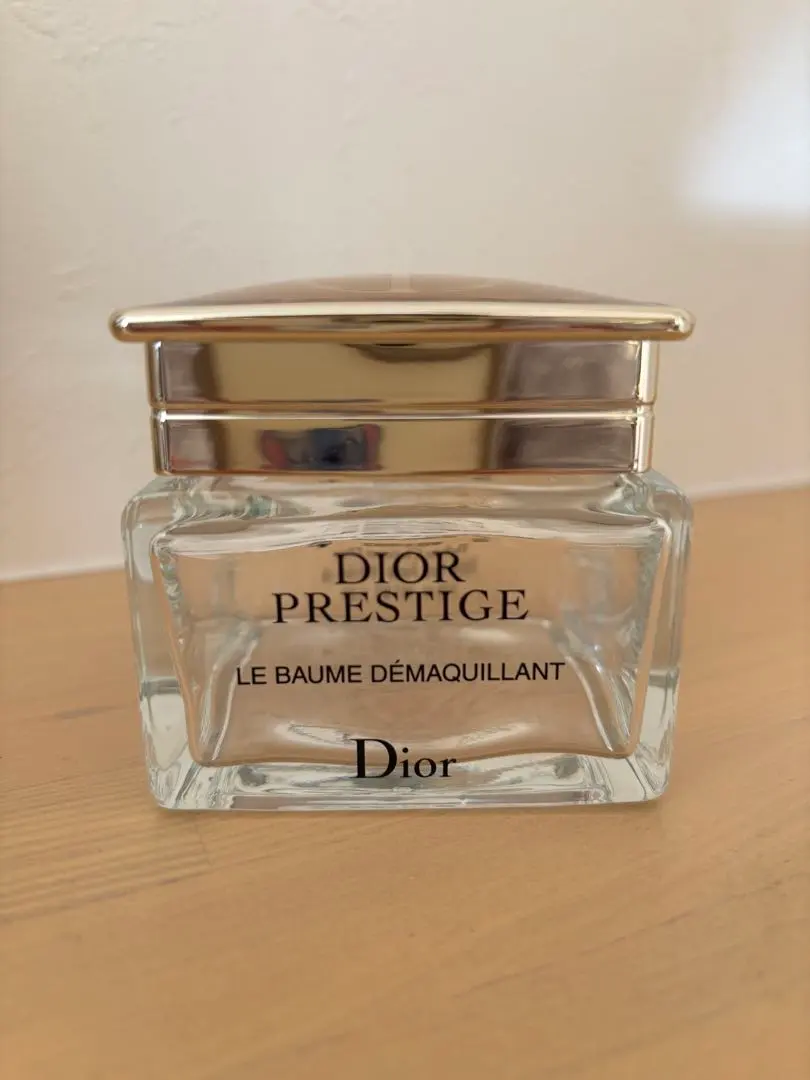 DIOR
PRESTIGE
LE BAUME DÉMAQUILLANT
Dior